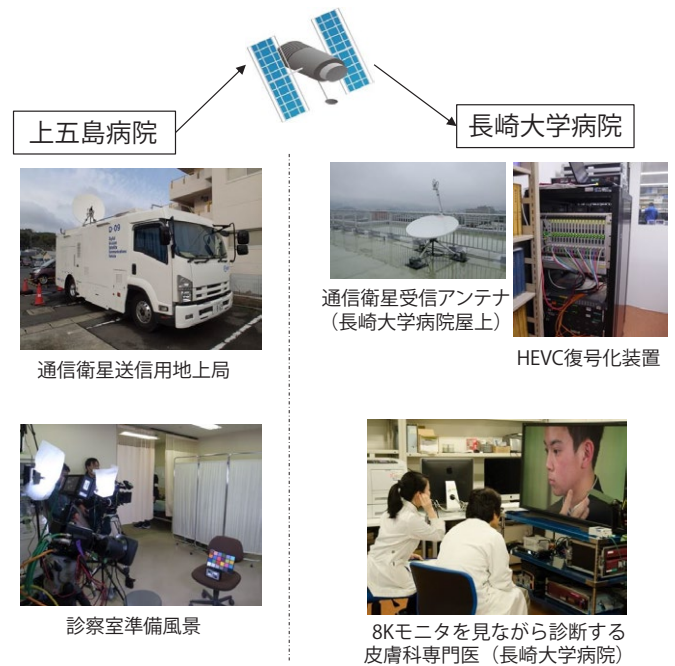 上五島病院
長崎大学病院
D-09
通信衛星送信用地上局
通信衛星受信アンテナ
（長崎大学病院屋上）
HEVC復号化装置
診察室準備風景
8Kモニタを見ながら診断する
皮膚科専門医（長崎大学病院）